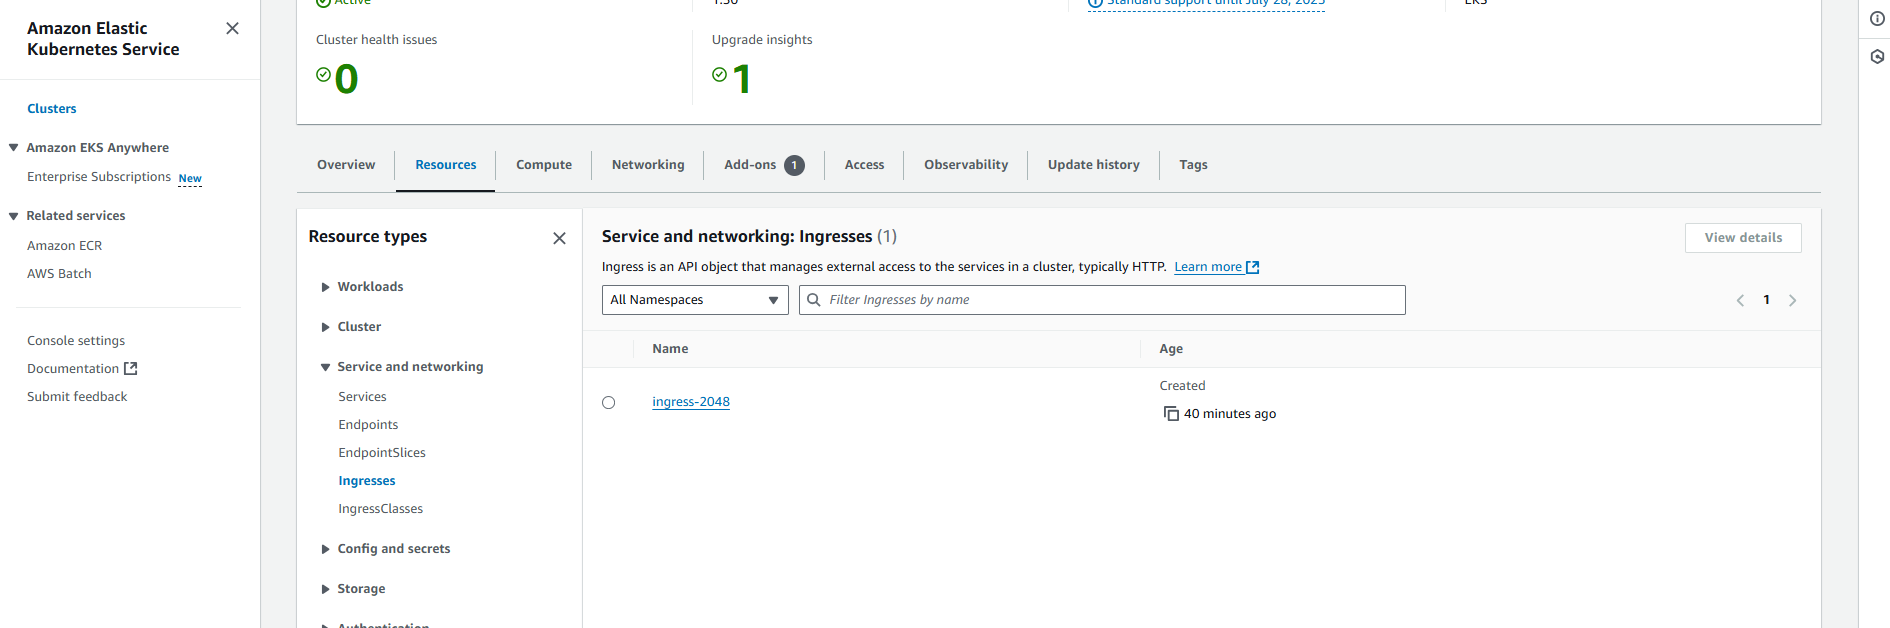 Amazon Elastic
Kubernetes Service
Clusters
Amazon EKS Anywhere
Enterprise Subscriptions New
Related services
Amazon ECR
AWS Batch
Console settings
Documentation
Submit feedback
Active
1.30
Standard support until July 28, 2025
EKS
Cluster health issues
0
Upgrade insights
1
Overview
Resources
Compute
Networking
Add-ons 1
Access
Observability
Update history
Tags
Resource types
Workloads
Cluster
Service and networking
Services
Endpoints
EndpointSlices
Ingresses
IngressClasses
Config and secrets
Storage
Authentication
Service and networking: Ingresses (1)
View details
Ingress is an API object that manages external access to the services in a cluster, typically HTTP. Learn more
All Namespaces
Filter Ingresses by name
1
Name
Age
ingress-2048
Created
40 minutes ago